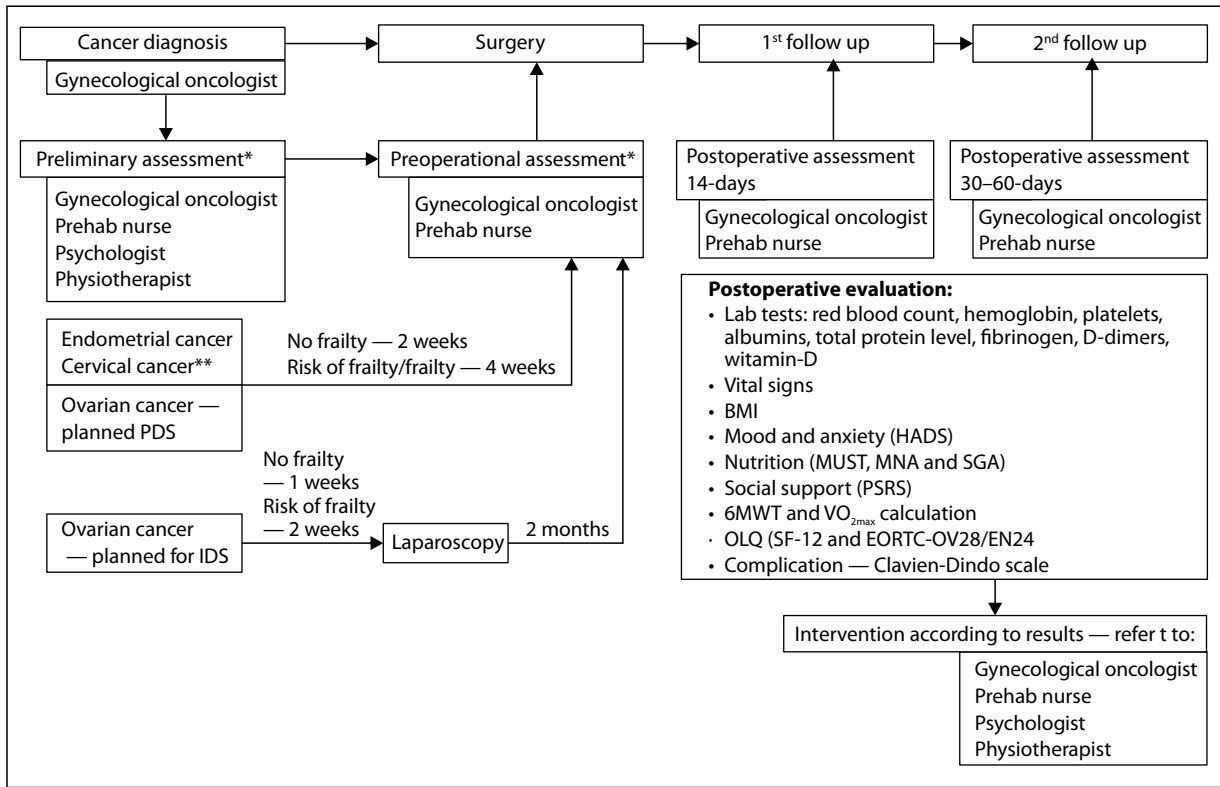 Cancer diagnosis
Gynecological oncologist
Surgery
1st follow up
2nd follow up
Preliminary assessment*
Gynecological oncologist
Prehab nurse
Psychologist
Physiotherapist
Preoperational assessment*
Gynecological oncologist
Prehab nurse
Postoperative assessment
14-days
Gynecological oncologist
Prehab nurse
Postoperative assessment
30–60-days
Gynecological oncologist
Prehab nurse
Endometrial cancer
Cervical cancer**
Ovarian cancer —
planned PDS
No frailty — 2 weeks
Risk of frailty/frailty — 4 weeks
Ovarian cancer
— planned for IDS
No frailty
— 1 weeks
Risk of frailty
— 2 weeks
Laparoscopy
2 months
Postoperative evaluation:
• Lab tests: red blood count, hemoglobin, platelets,
albumins, total protein level, fibrinogen, D-dimers,
witamin-D
• Vital signs
• BMI
• Mood and anxiety (HADS)
• Nutrition (MUST, MNA and SGA)
• Social support (PSRS)
• 6MWT and VO2max calculation
· OLQ (SF-12 and EORTC-OV28/EN24
• Complication — Clavien-Dindo scale
Intervention according to results — refer t to:
Gynecological oncologist
Prehab nurse
Psychologist
Physiotherapist